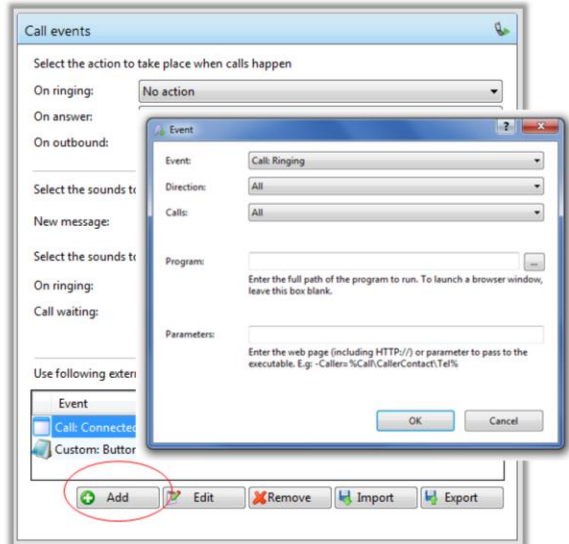 Call events
Select the action to take place when calls happen
On ringing: No action
On answer:
On outbound:
Select the sounds to
New message:
Select the sounds to
On ringing:
Call waiting:
Use following exter
Event
Call: Connected
Custom: Button
Add Edit Remove Import Export
Event
Event: Call: Ringing
Direction: All
Calls: All
Program: ...
Enter the full path of the program to run. To launch a browser window,
leave this box blank.
Parameters:
Enter the web page (including HTTP://) or parameter to pass to the
executable. E.g: -Caller=%Call\CallerContact\Tel%
OK Cancel